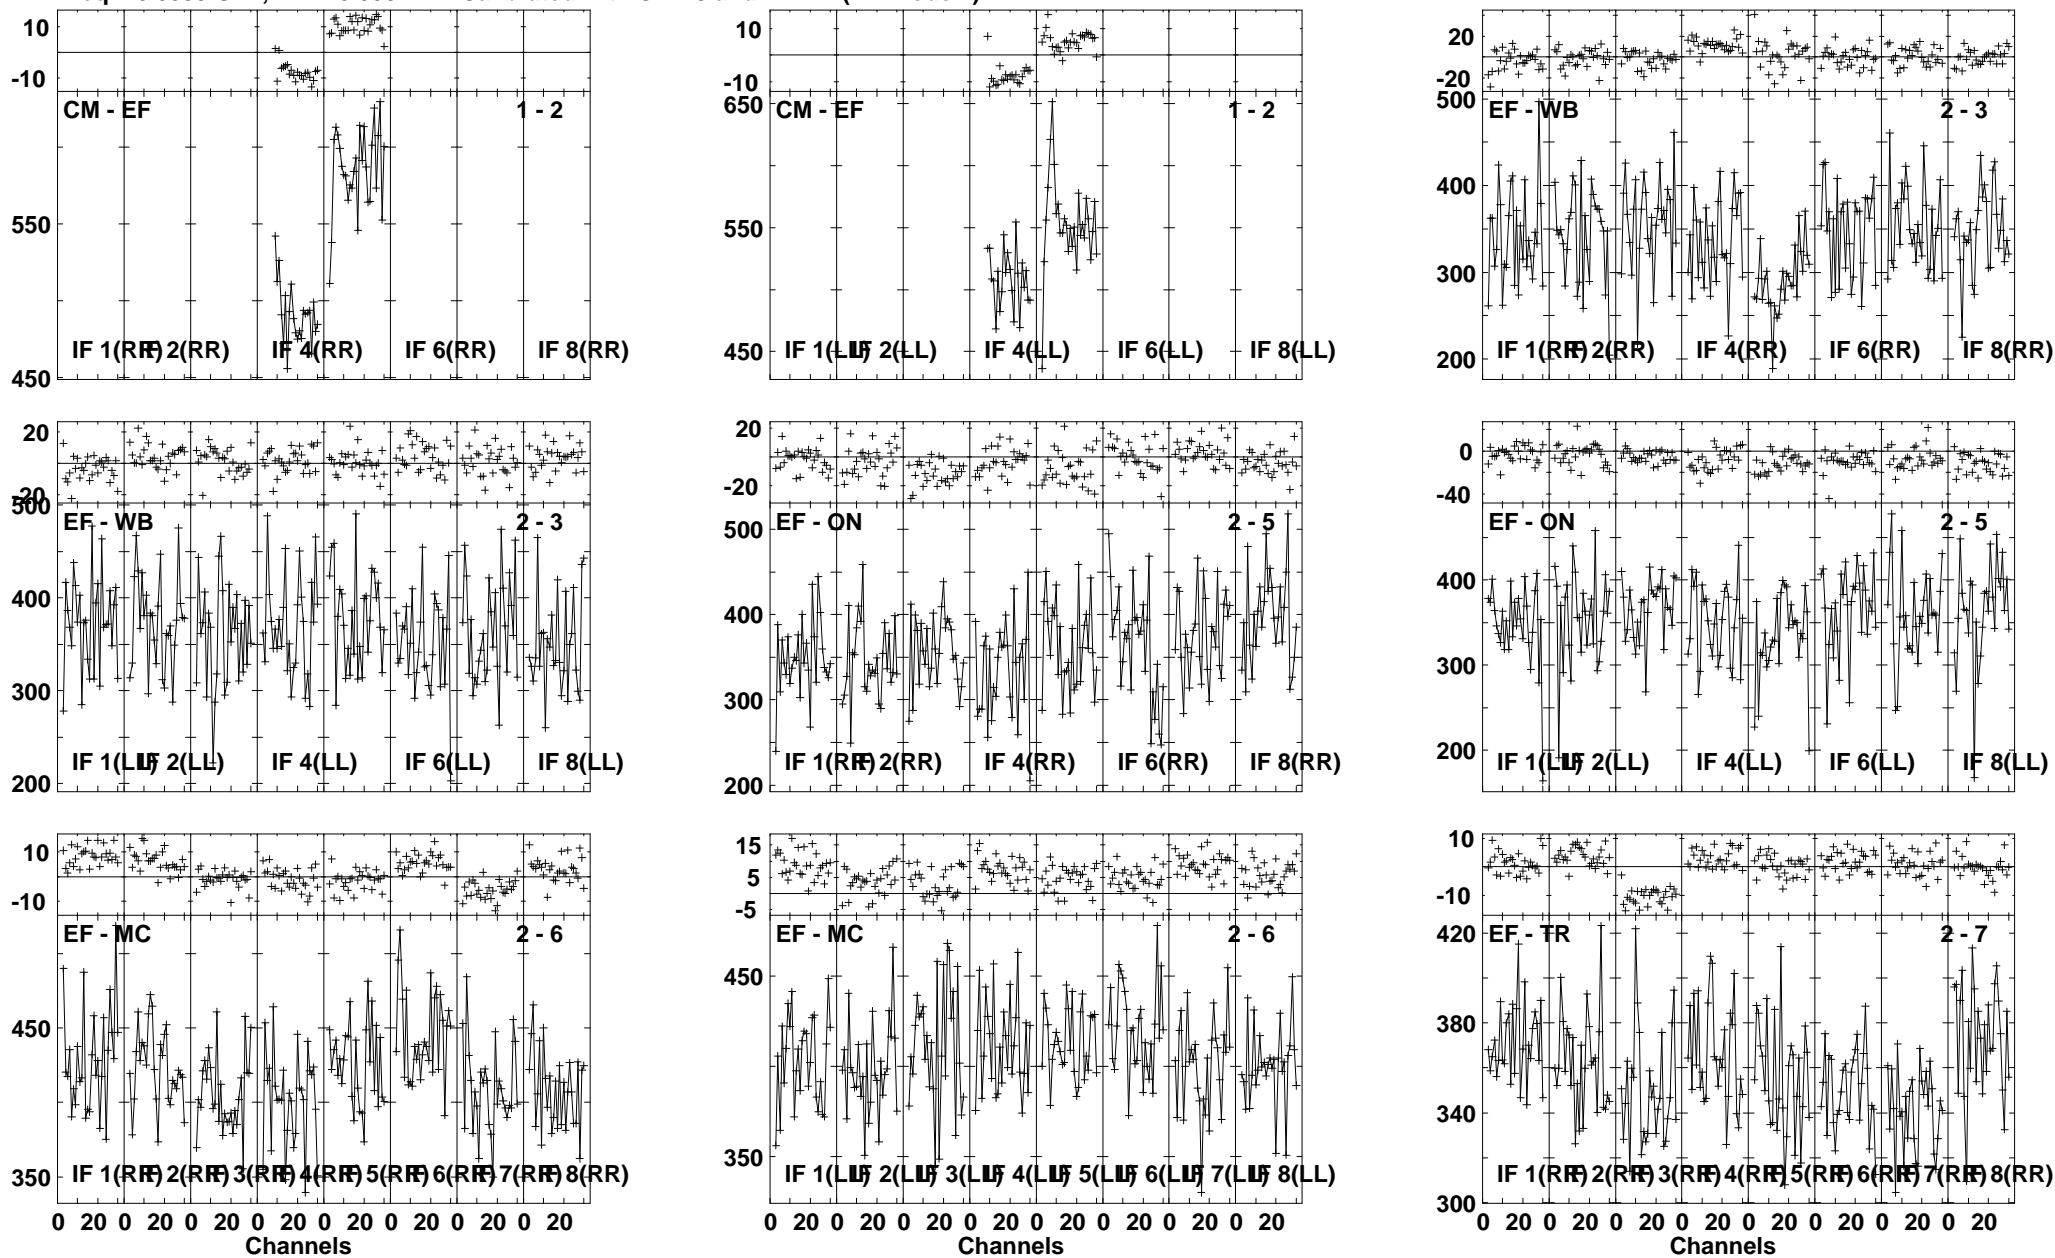 10
-10
CM - EF 1 - 2
550
450
IF 1(RR) IF 2(RR) IF 4(RR) IF 6(RR) IF 8(RR)
10
-10
650
CM - EF 1 - 2
550
450
IF 1(LL) IF 2(LL) IF 4(LL) IF 6(LL) IF 8(LL)
20
0
-20
500
EF - WB 2 - 3
400
300
200
IF 1(RR) IF 2(RR) IF 4(RR) IF 6(RR) IF 8(RR)
20
-20
500
EF - WB 2 - 3
400
300
200
IF 1(LL) IF 2(LL) IF 4(LL) IF 6(LL) IF 8(LL)
20
0
-20
500
EF - ON 2 - 5
400
300
200
IF 1(RR) IF 2(RR) IF 4(RR) IF 6(RR) IF 8(RR)
0
-40
EF - ON 2 - 5
400
300
200
IF 1(LL) IF 2(LL) IF 4(LL) IF 6(LL) IF 8(LL)
10
-10
EF - MC 2 - 6
450
350
IF 1(RR) IF 2(RR) IF 3(RR) IF 4(RR) IF 5(RR) IF 6(RR) IF 7(RR) IF 8(RR)
0 20 0 20 0 20 0 20 0 20 0 20 0 20 0 20
Channels
15
5
-5
EF - MC 2 - 6
450
350
IF 1(LL) IF 2(LL) IF 3(LL) IF 4(LL) IF 5(LL) IF 6(LL) IF 7(LL) IF 8(LL)
0 20 0 20 0 20 0 20 0 20 0 20 0 20 0 20
Channels
10
0
-10
EF - TR 2 - 7
420
380
340
300
IF 1(RR) IF 2(RR) IF 3(RR) IF 4(RR) IF 5(RR) IF 6(RR) IF 7(RR) IF 8(RR)
0 20 0 20 0 20 0 20 0 20 0 20 0 20 0 20
Channels